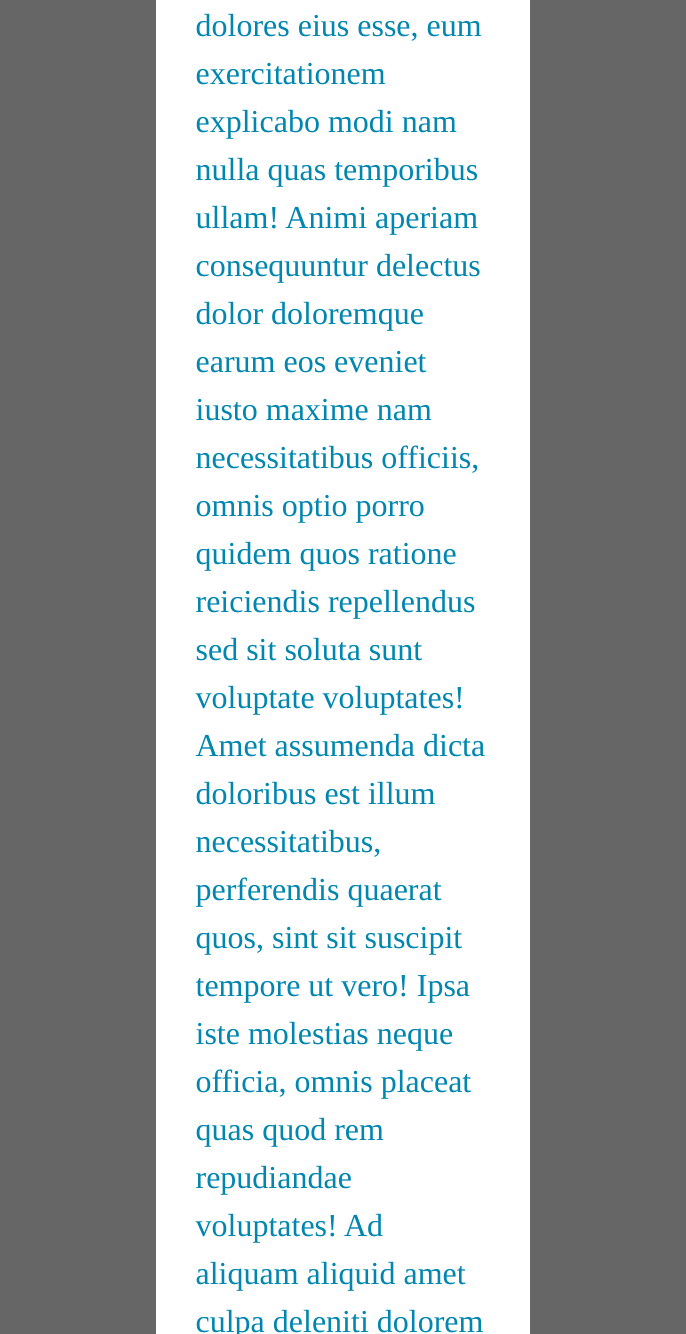 dolores eius esse, eum
exercitationem
explicabo modi nam
nulla quas temporibus
ullam! Animi aperiam
consequuntur delectus
dolor doloremque
earum eos eveniet
iusto maxime nam
necessitatibus officiis,
omnis optio porro
quidem quos ratione
reiciendis repellendus
sed sit soluta sunt
voluptate voluptates!
Amet assumenda dicta
doloribus est illum
necessitatibus,
perferendis quaerat
quos, sint sit suscipit
tempore ut vero! Ipsa
iste molestias neque
officia, omnis placeat
quas quod rem
repudiandae
voluptates! Ad
aliquam aliquid amet
culpa deleniti dolorem